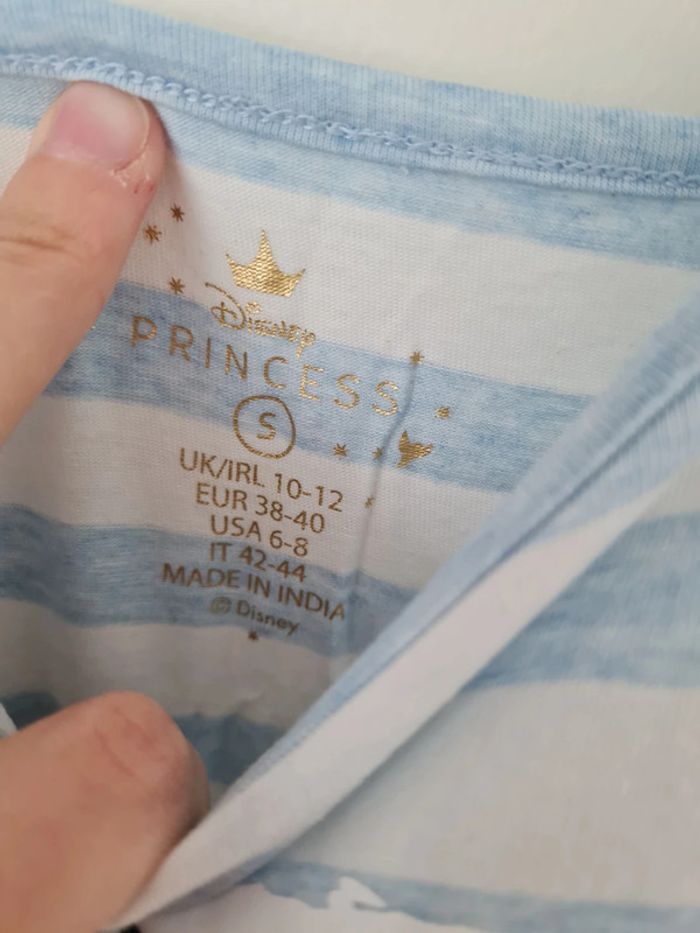 Disney
PRINCESS
S
UK/IRL 10-12
EUR 38-40
USA 6-8
IT 42-44
MADE IN INDIA
© Disney